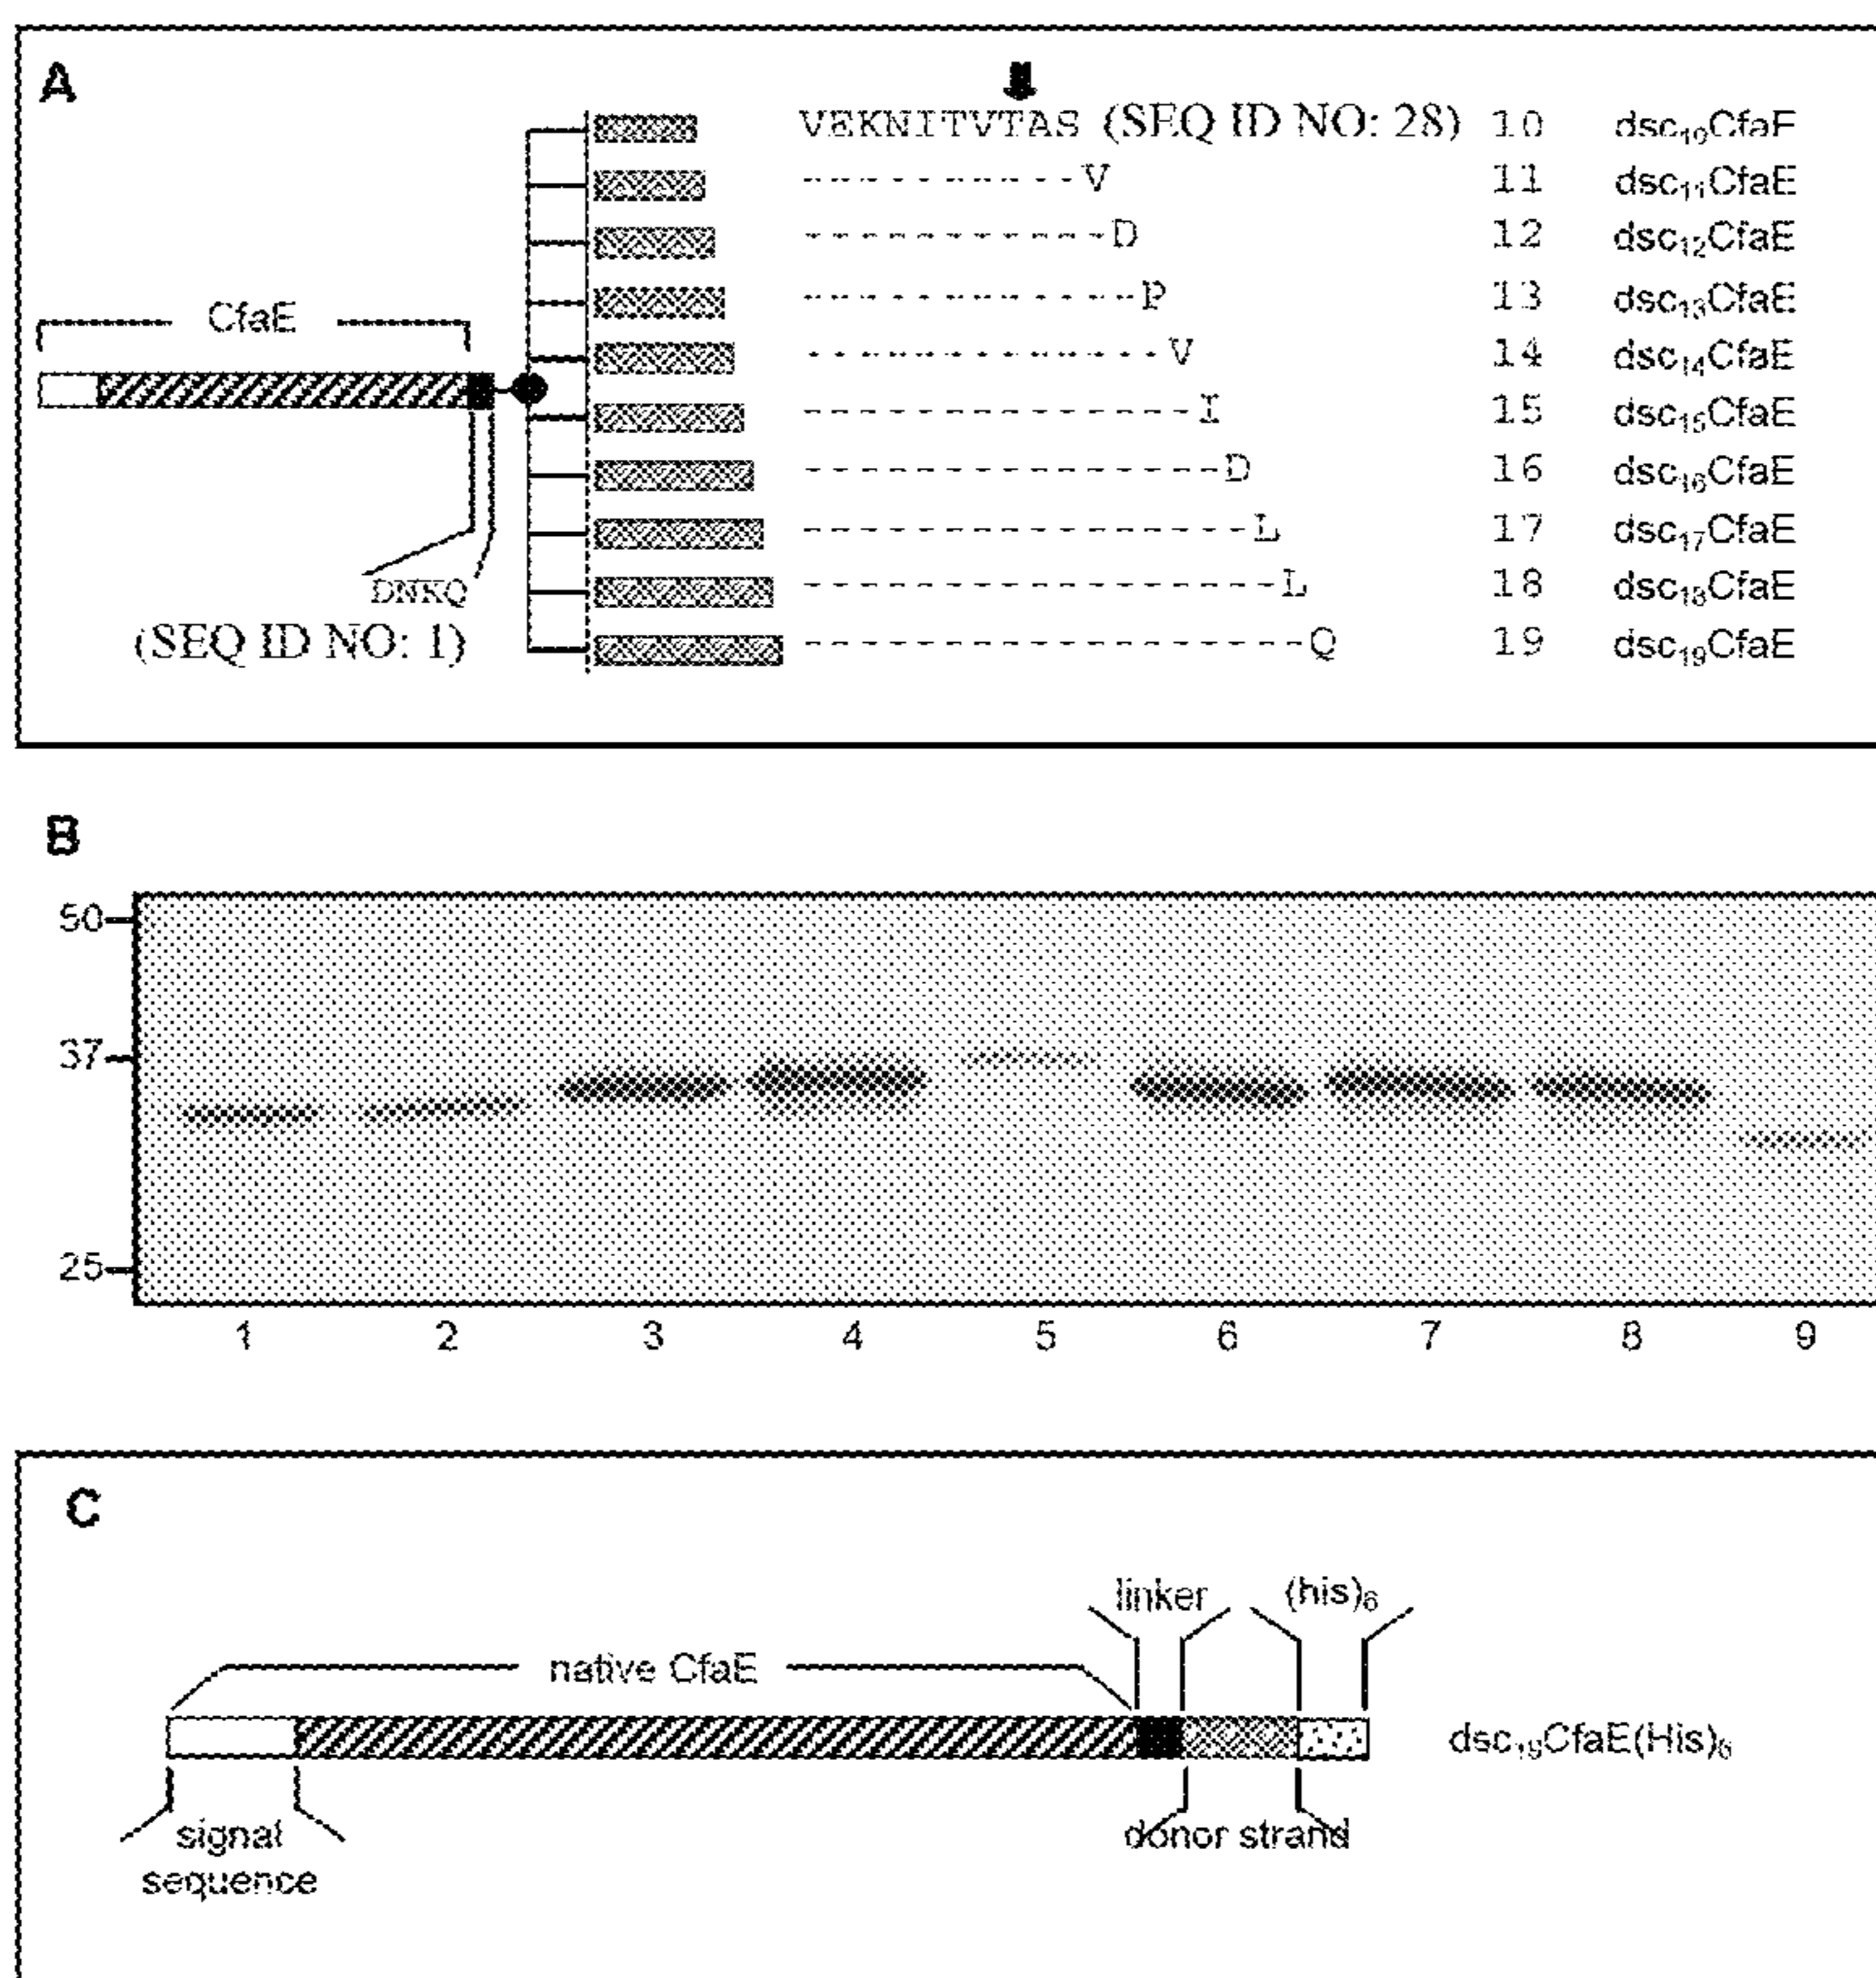 A
VEKNITVTAS (SEQ ID NO: 28) 10 dsc₁₀CfaE
----------V 11 dsc₁₁CfaE
-----------D 12 dsc₁₂CfaE
------------P 13 dsc₁₃CfaE
-------------V 14 dsc₁₄CfaE
--------------I 15 dsc₁₅CfaE
---------------D 16 dsc₁₆CfaE
----------------L 17 dsc₁₇CfaE
-----------------L 18 dsc₁₈CfaE
------------------Q 19 dsc₁₉CfaE
CfaE
DNKQ
(SEQ ID NO: 1)
B
50
37
25
1 2 3 4 5 6 7 8 9
C
linker (his)₆
native CfaE
dsc₁₉CfaE(His)₆
signal
sequence
donor strand